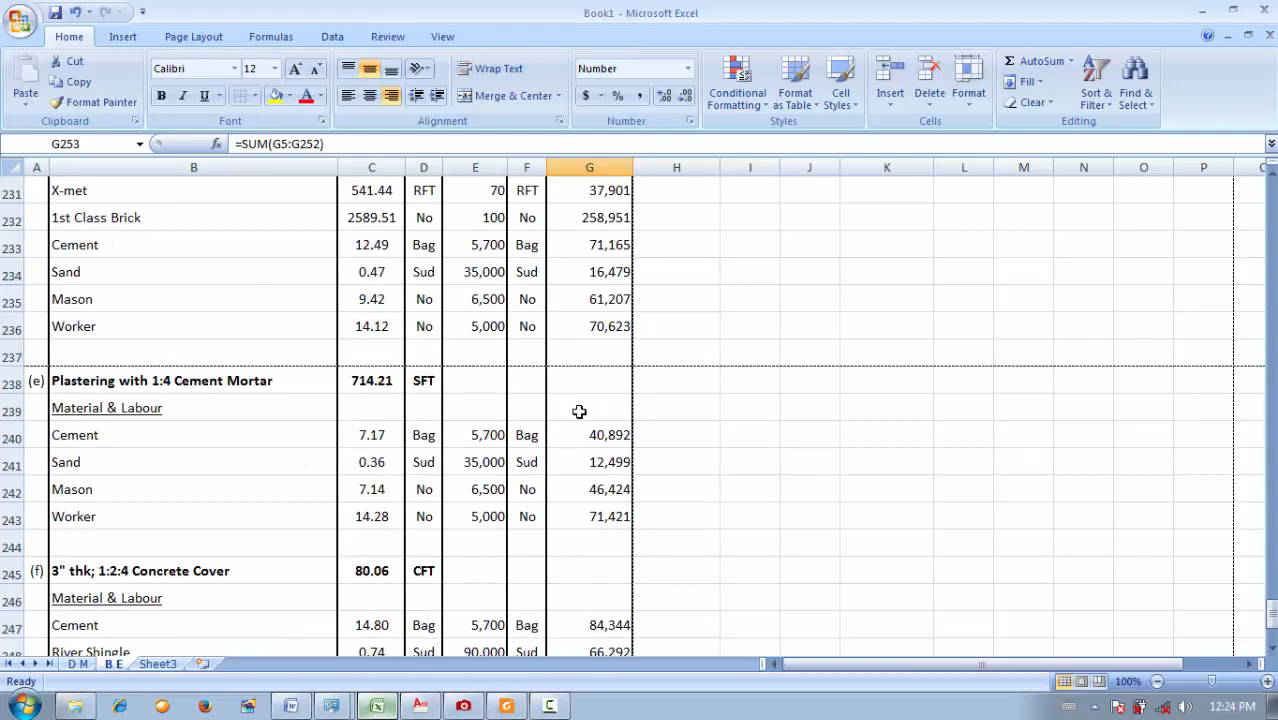 Book1 - Microsoft Excel
Home Insert Page Layout Formulas Data Review View
Paste
Cut
Copy
Format Painter
Clipboard
Calibri 12
B I U
Font
Wrap Text
Merge & Center
Alignment
Number
$ % ,
Number
Conditional Formatting
Format as Table
Cell Styles
Styles
Insert Delete Format
Cells
AutoSum
Fill
Clear
Sort & Filter
Find & Select
Editing
G253 =SUM(G5:G252)
A B C D E F G H I J K L M N O P
231 X-met 541.44 RFT 70 RFT 37,901
232 1st Class Brick 2589.51 No 100 No 258,951
233 Cement 12.49 Bag 5,700 Bag 71,165
234 Sand 0.47 Sud 35,000 Sud 16,479
235 Mason 9.42 No 6,500 No 61,207
236 Worker 14.12 No 5,000 No 70,623
237
238 (e) Plastering with 1:4 Cement Mortar 714.21 SFT
239 Material & Labour
240 Cement 7.17 Bag 5,700 Bag 40,892
241 Sand 0.36 Sud 35,000 Sud 12,499
242 Mason 7.14 No 6,500 No 46,424
243 Worker 14.28 No 5,000 No 71,421
244
245 (f) 3" thk; 1:2:4 Concrete Cover 80.06 CFT
246 Material & Labour
247 Cement 14.80 Bag 5,700 Bag 84,344
River Shingle 0.74 Sud 90,000 Sud 66,292
D M B E Sheet3
Ready 100%
12:24 PM